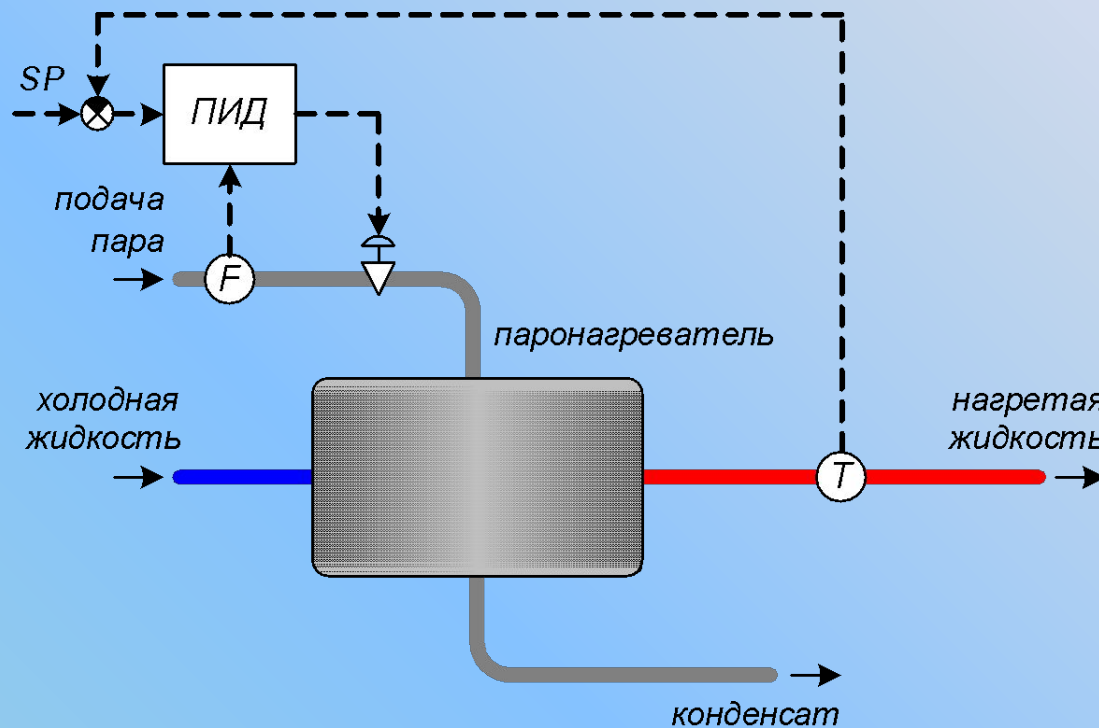 SP
ПИД
подача
пара
F
паронагреватель
холодная
жидкость
нагретая
жидкость
T
конденсат